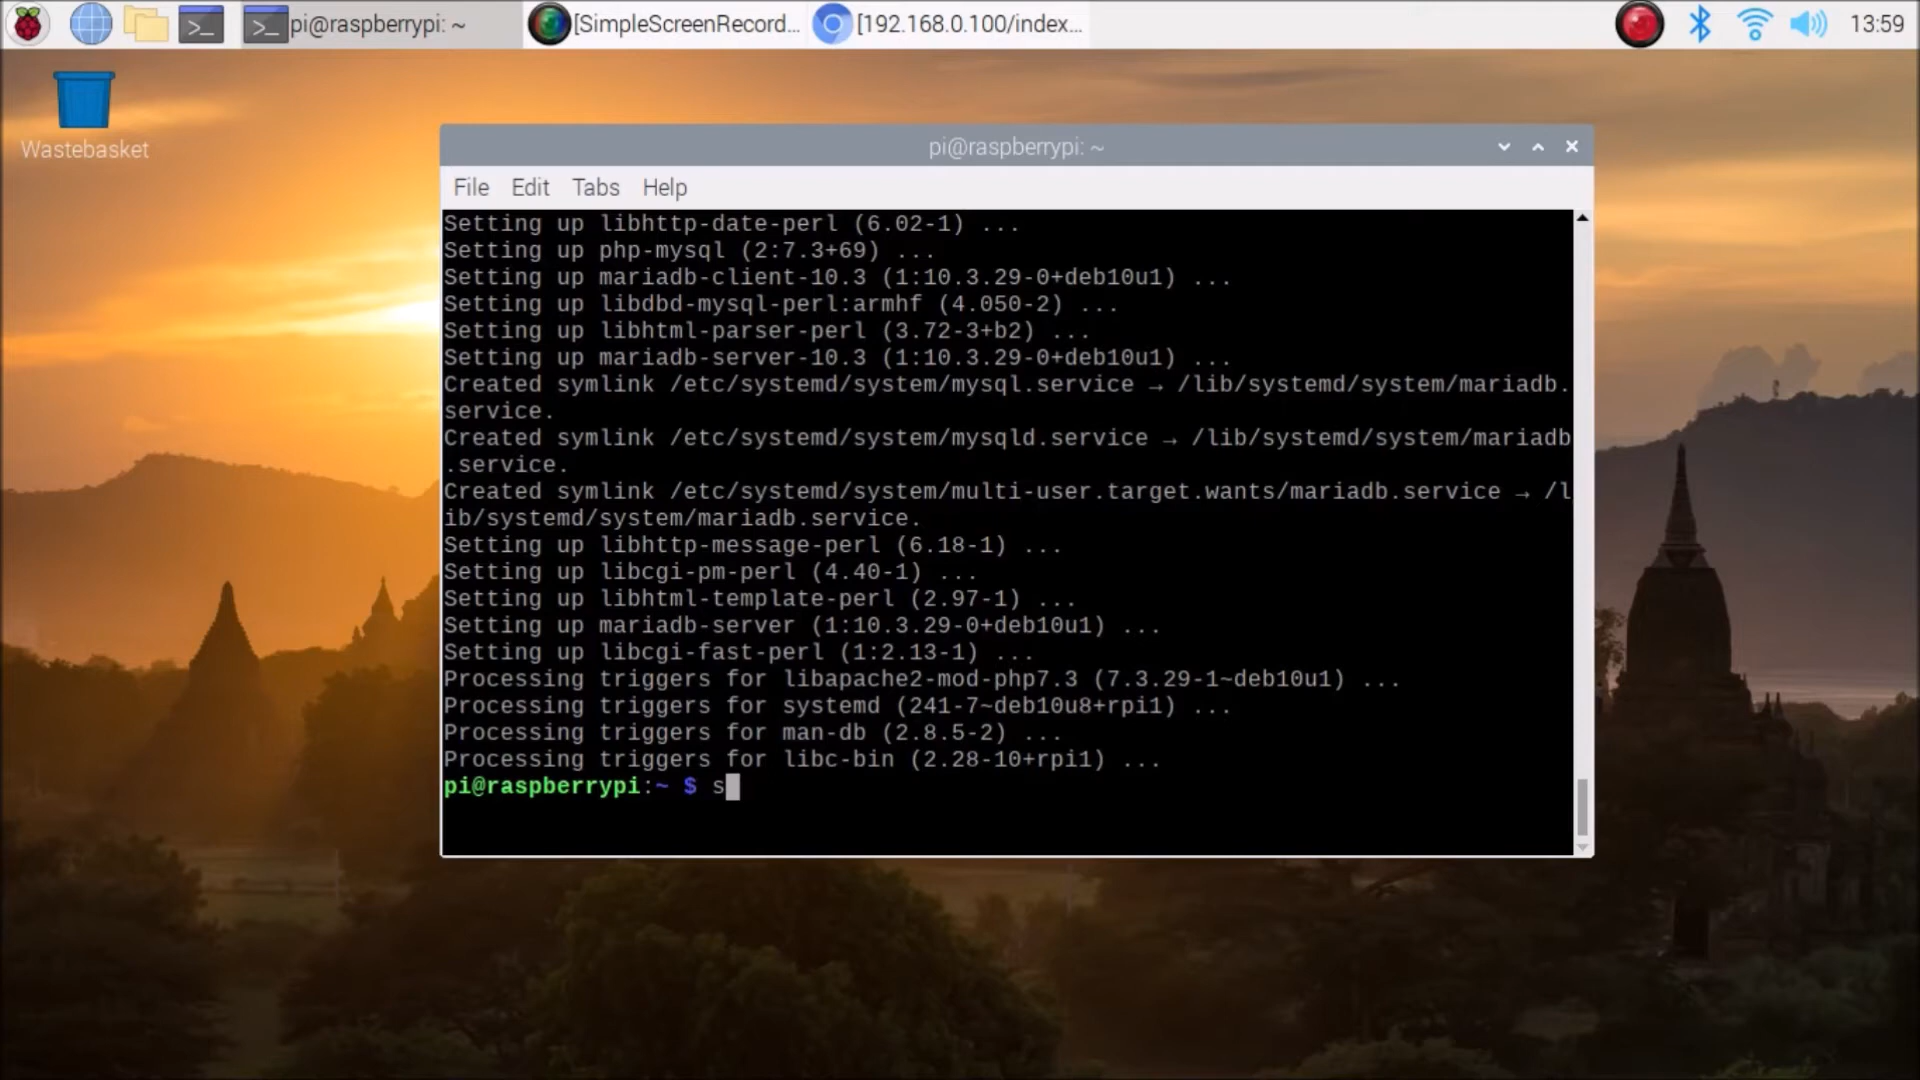 pi@raspberrypi: ~
[SimpleScreenRecord...
[192.168.0.100/index...
13:59
Wastebasket
pi@raspberrypi: ~
File Edit Tabs Help
Setting up libhttp-date-perl (6.02-1) ...
Setting up php-mysql (2:7.3+69) ...
Setting up mariadb-client-10.3 (1:10.3.29-0+deb10u1) ...
Setting up libdbd-mysql-perl:armhf (4.050-2) ...
Setting up libhtml-parser-perl (3.72-3+b2) ...
Setting up mariadb-server-10.3 (1:10.3.29-0+deb10u1) ...
Created symlink /etc/systemd/system/mysql.service → /lib/systemd/system/mariadb.
service.
Created symlink /etc/systemd/system/mysqld.service → /lib/systemd/system/mariadb
.service.
Created symlink /etc/systemd/system/multi-user.target.wants/mariadb.service → /l
ib/systemd/system/mariadb.service.
Setting up libhttp-message-perl (6.18-1) ...
Setting up libcgi-pm-perl (4.40-1) ...
Setting up libhtml-template-perl (2.97-1) ...
Setting up mariadb-server (1:10.3.29-0+deb10u1) ...
Setting up libcgi-fast-perl (1:2.13-1) ...
Processing triggers for libapache2-mod-php7.3 (7.3.29-1~deb10u1) ...
Processing triggers for systemd (241-7~deb10u8+rpi1) ...
Processing triggers for man-db (2.8.5-2) ...
Processing triggers for libc-bin (2.28-10+rpi1) ...
pi@raspberrypi:~ $ s